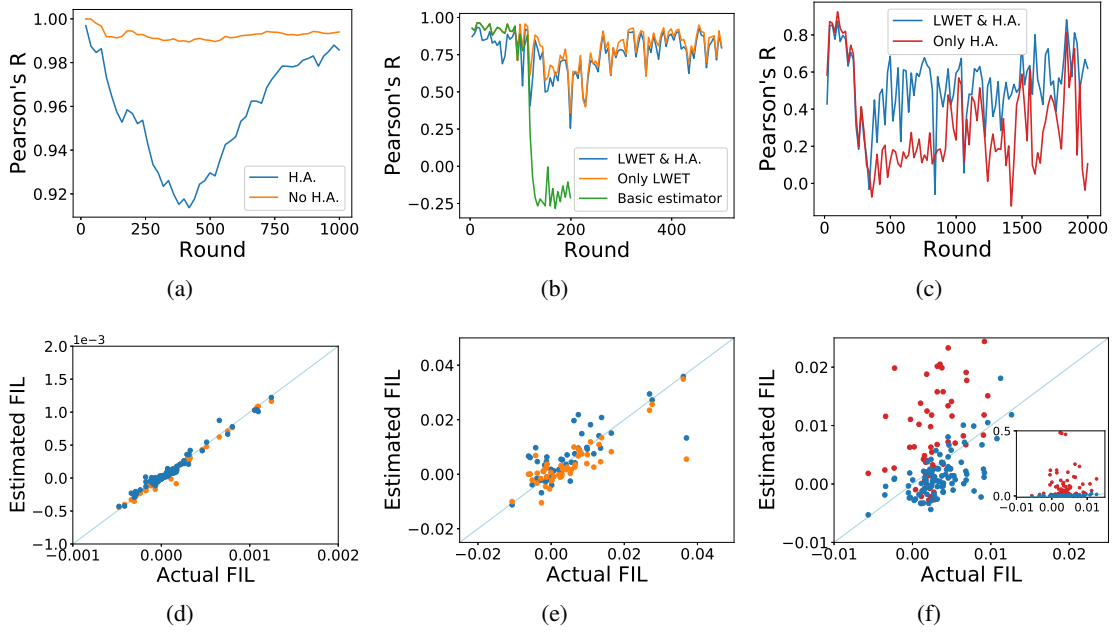 1.00
0.98
0.96
0.94
0.92
Pearson's R
H.A.
No H.A.
0 250 500 750 1000
Round
(a)
1.00
0.75
0.50
0.25
0.00
−0.25
Pearson's R
LWET & H.A.
Only LWET
Basic estimator
0 200 400
Round
(b)
0.8
0.6
0.4
0.2
0.0
Pearson's R
LWET & H.A.
Only H.A.
0 500 1000 1500 2000
Round
(c)
1e−3
2.0
1.5
1.0
0.5
0.0
−0.5
−1.0
Estimated FIL
−0.001 0.000 0.001 0.002
Actual FIL
(d)
0.04
0.02
0.00
−0.02
Estimated FIL
−0.02 0.00 0.02 0.04
Actual FIL
(e)
0.02
0.01
0.00
−0.01
Estimated FIL
0.5
0.0
−0.01 0.00 0.01
−0.01 0.00 0.01 0.02
Actual FIL
(f)